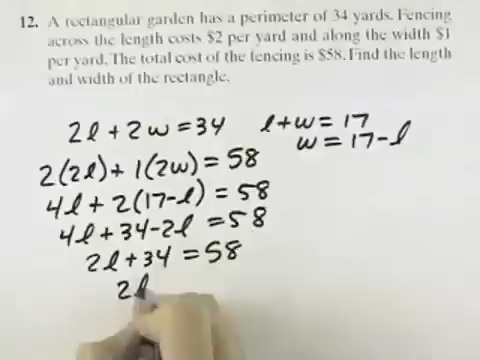 12. A rectangular garden has a perimeter of 34 yards. Fencing
across the length costs $2 per yard and along the width $1
per yard. The total cost of the fencing is $58. Find the length
and width of the rectangle.
2l + 2w = 34
l + w = 17
w = 17 - l
2(2l) + 1(2w) = 58
4l + 2(17 - l) = 58
4l + 34 - 2l = 58
2l + 34 = 58
2l